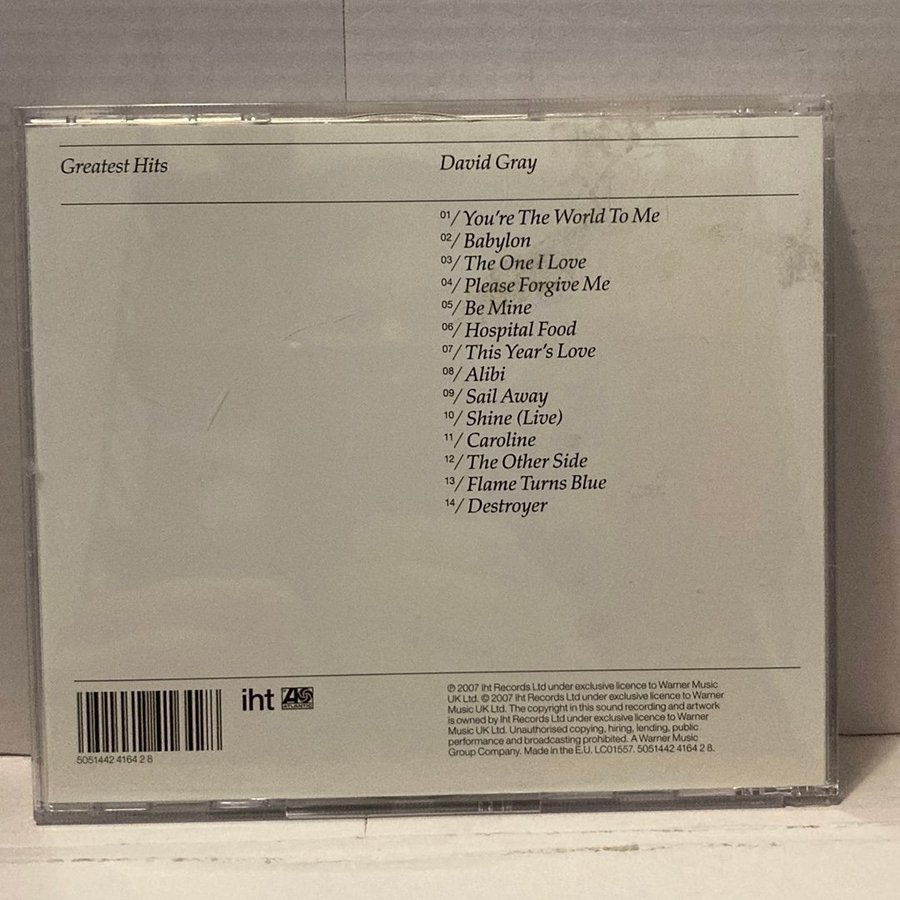 Greatest Hits
David Gray
01/ You're The World To Me
02/ Babylon
03/ The One I Love
04/ Please Forgive Me
05/ Be Mine
06/ Hospital Food
07/ This Year's Love
08/ Alibi
09/ Sail Away
10/ Shine (Live)
11/ Caroline
12/ The Other Side
13/ Flame Turns Blue
14/ Destroyer
5051442 4164 2 8
iht
ATLANTIC
℗ 2007 Iht Records Ltd under exclusive licence to Warner Music
UK Ltd. © 2007 Iht Records Ltd under exclusive licence to Warner
Music UK Ltd. The copyright in this sound recording and artwork
is owned by Iht Records Ltd under exclusive licence to Warner
Music UK Ltd. Unauthorised copying, hiring, lending, public
performance and broadcasting prohibited. A Warner Music
Group Company. Made in the E.U. LC01557. 5051442 4164 2 8.